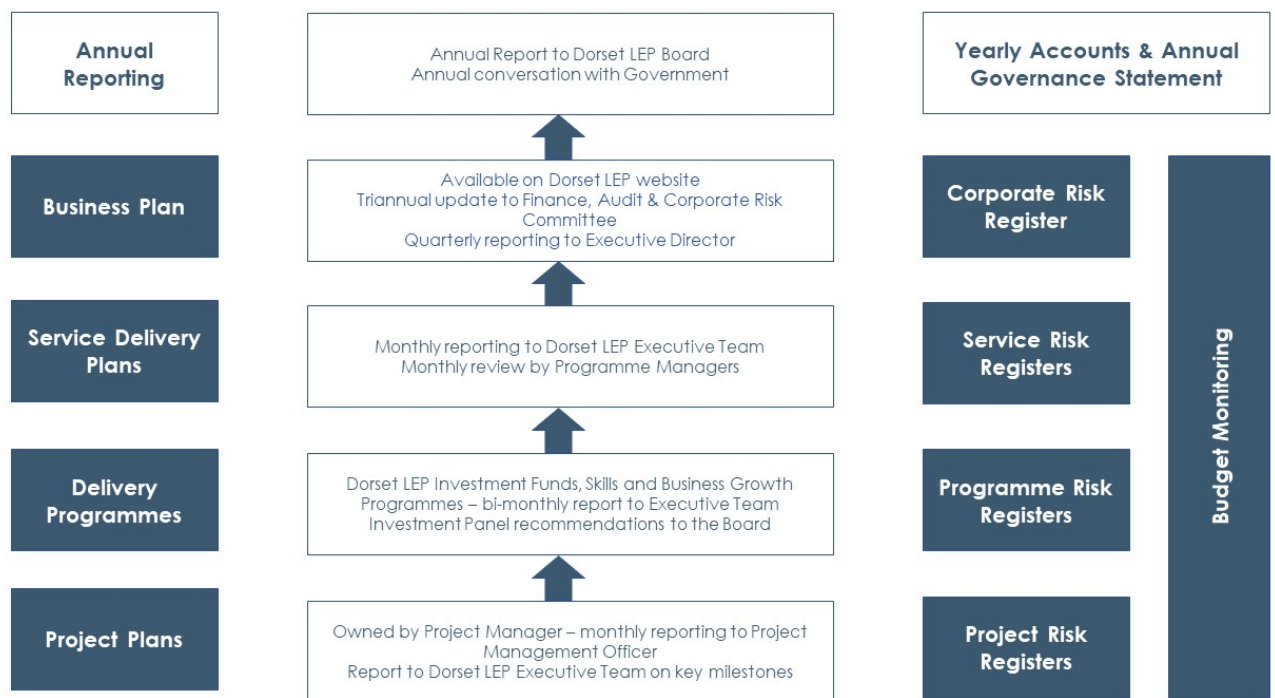 Annual
Reporting
Annual Report to Dorset LEP Board
Annual conversation with Government
Yearly Accounts & Annual
Governance Statement
Business Plan
Available on Dorset LEP website
Triannual update to Finance, Audit & Corporate Risk
Committee
Quarterly reporting to Executive Director
Corporate Risk
Register
Service Delivery
Plans
Monthly reporting to Dorset LEP Executive Team
Monthly review by Programme Managers
Service Risk
Registers
Delivery
Programmes
Dorset LEP Investment Funds, Skills and Business Growth
Programmes – bi-monthly report to Executive Team
Investment Panel recommendations to the Board
Programme Risk
Registers
Project Plans
Owned by Project Manager – monthly reporting to Project
Management Officer
Report to Dorset LEP Executive Team on key milestones
Project Risk
Registers
Budget Monitoring